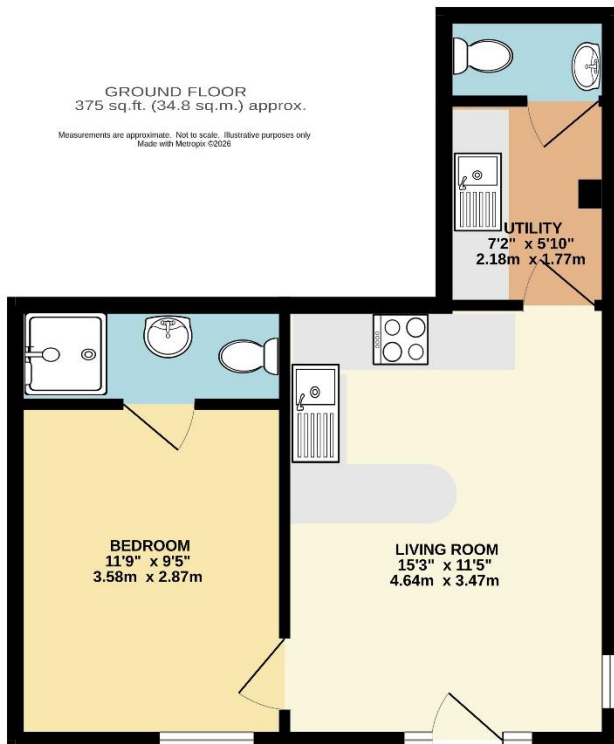 GROUND FLOOR
375 sq.ft. (34.8 sq.m.) approx.
Measurements are approximate. Not to scale. Illustrative purposes only
Made with Metropix ©2026
UTILITY
7'2" x 5'10"
2.18m x 1.77m
BEDROOM
11'9" x 9'5"
3.58m x 2.87m
LIVING ROOM
15'3" x 11'5"
4.64m x 3.47m